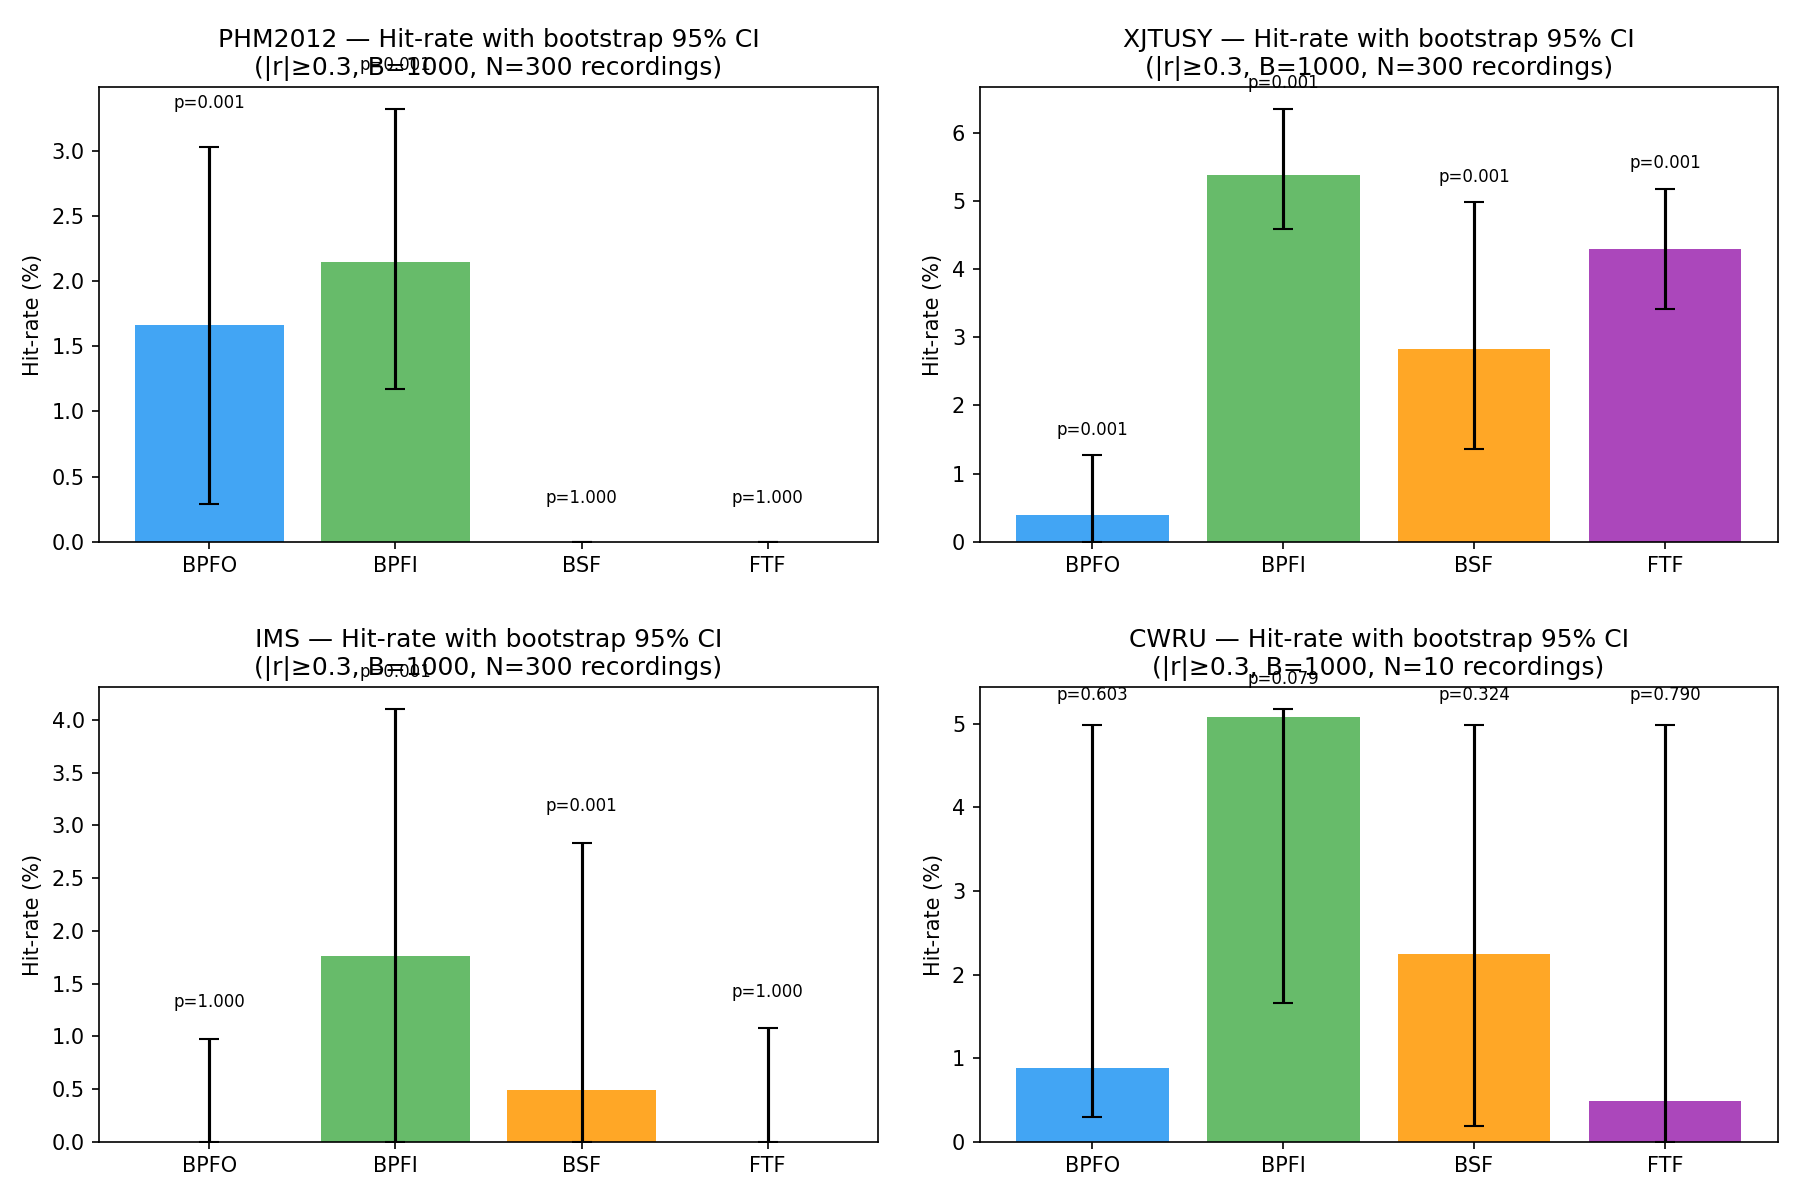 PHM2012 — Hit-rate with bootstrap 95% CI
(|r|≥0.3, B=1000, N=300 recordings)
p=0.001
p=0.001
p=1.000
p=1.000
Hit-rate (%)
3.0
2.5
2.0
1.5
1.0
0.5
0.0
BPFO BPFI BSF FTF
XJTUSY — Hit-rate with bootstrap 95% CI
(|r|≥0.3, B=1000, N=300 recordings)
p=0.001
p=0.001
p=0.001
p=0.001
Hit-rate (%)
6
5
4
3
2
1
0
BPFO BPFI BSF FTF
IMS — Hit-rate with bootstrap 95% CI
(|r|≥0.3, B=1000, N=300 recordings)
p=0.001
p=0.001
p=1.000
p=1.000
Hit-rate (%)
4.0
3.5
3.0
2.5
2.0
1.5
1.0
0.5
0.0
BPFO BPFI BSF FTF
CWRU — Hit-rate with bootstrap 95% CI
(|r|≥0.3, B=1000, N=10 recordings)
p=0.079
p=0.603
p=0.324
p=0.790
Hit-rate (%)
5
4
3
2
1
0
BPFO BPFI BSF FTF